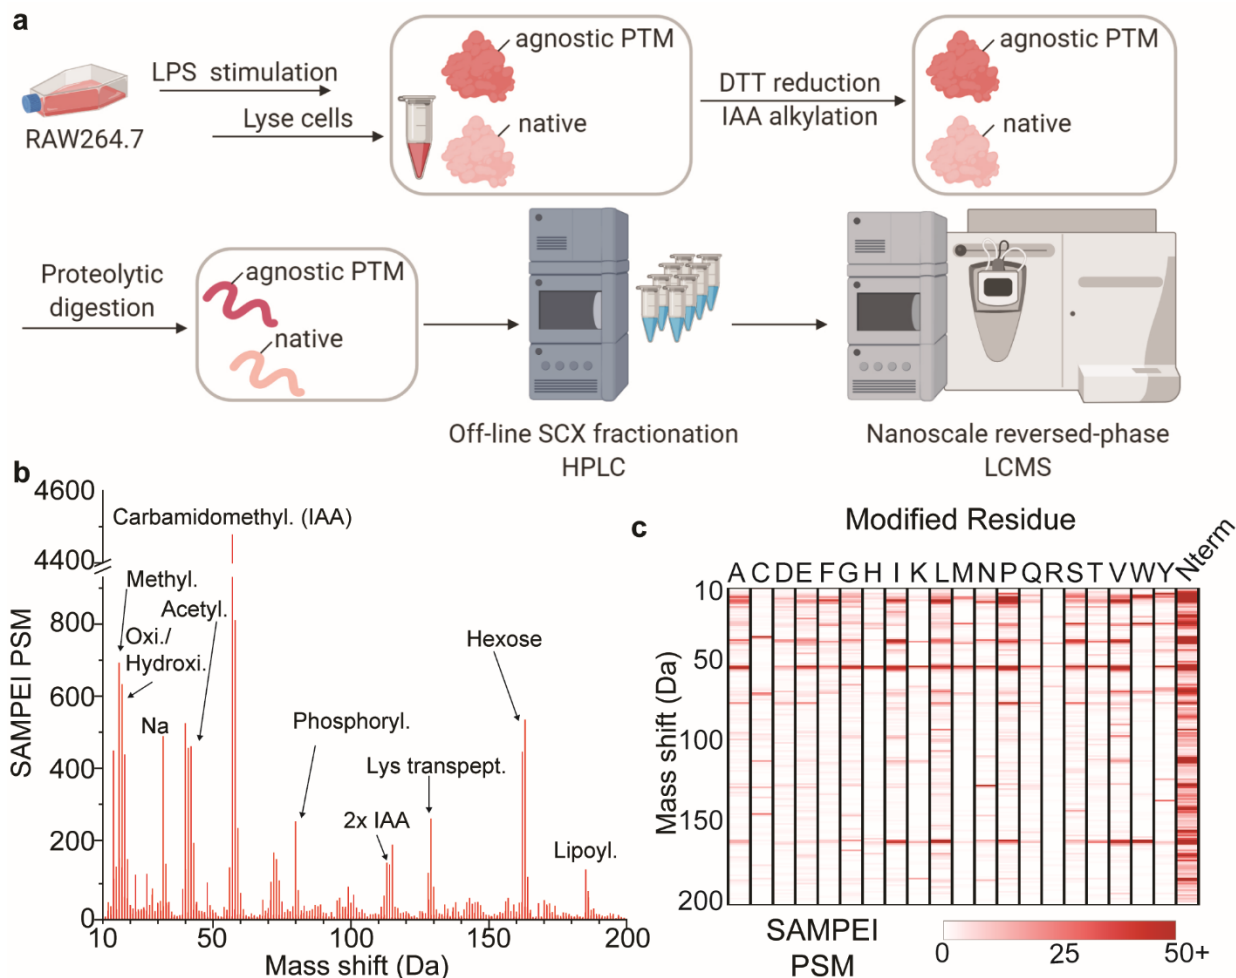 a
LPS stimulation
Lyse cells
RAW264.7
agnostic PTM
native
DTT reduction
IAA alkylation
agnostic PTM
native
Proteolytic
digestion
agnostic PTM
native
Off-line SCX fractionation
HPLC
Nanoscale reversed-phase
LCMS
b
SAMPEI PSM
4600
4400
800
600
400
200
0
Carbamidomethyl. (IAA)
Methyl.
Acetyl.
Oxi./
Hydroxi.
Na
Phosphoryl.
Hexose
Lys transpept.
2x IAA
Lipoyl.
10
50
100
150
200
Mass shift (Da)
c
Modified Residue
A C D E F G H I K L M N P Q R S T V W Y Nterm
Mass shift (Da)
10
50
100
150
200
SAMPEI
PSM
0
25
50+